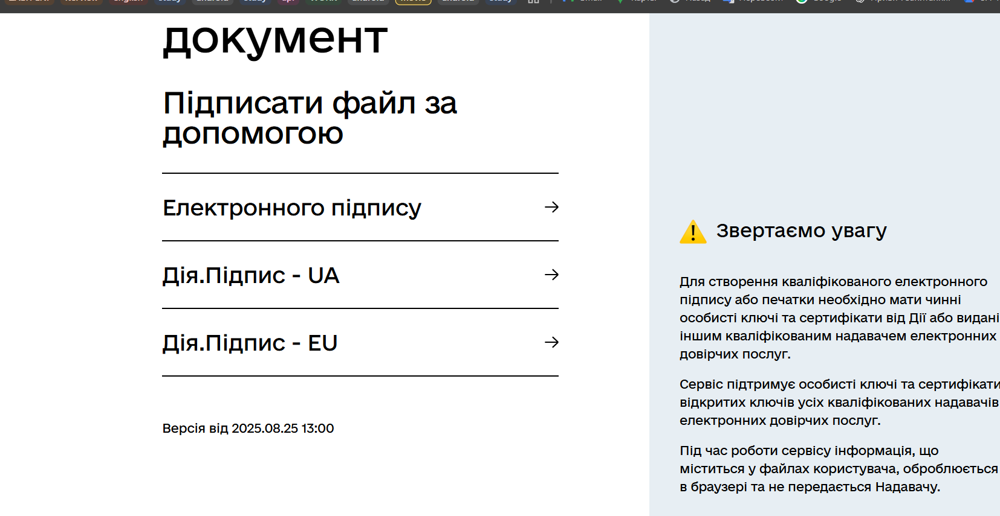 документ
Підписати файл за
допомогою
Електронного підпису
Дія.Підпис - UA
Дія.Підпис - EU
Версія від 2025.08.25 13:00
Звертаємо увагу
Для створення кваліфікованого електронного
підпису або печатки необхідно мати чинні
особисті ключі та сертифікати від Дії або видані
іншим кваліфікованим надавачем електронних
довірчих послуг.
Сервіс підтримує особисті ключі та сертифікати
відкритих ключів усіх кваліфікованих надавачів
електронних довірчих послуг.
Під час роботи сервісу інформація, що
міститься у файлах користувача, оброблюється
в браузері та не передається Надавачу.